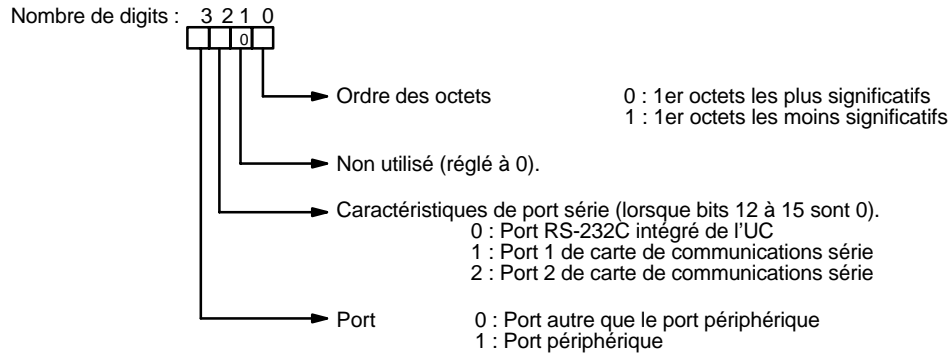 Nombre de digits : 3 2 1 0
0
Ordre des octets 0 : 1er octets les plus significatifs
1 : 1er octets les moins significatifs
Non utilisé (réglé à 0).
Caractéristiques de port série (lorsque bits 12 à 15 sont 0).
0 : Port RS-232C intégré de l'UC
1 : Port 1 de carte de communications série
2 : Port 2 de carte de communications série
Port 0 : Port autre que le port périphérique
1 : Port périphérique